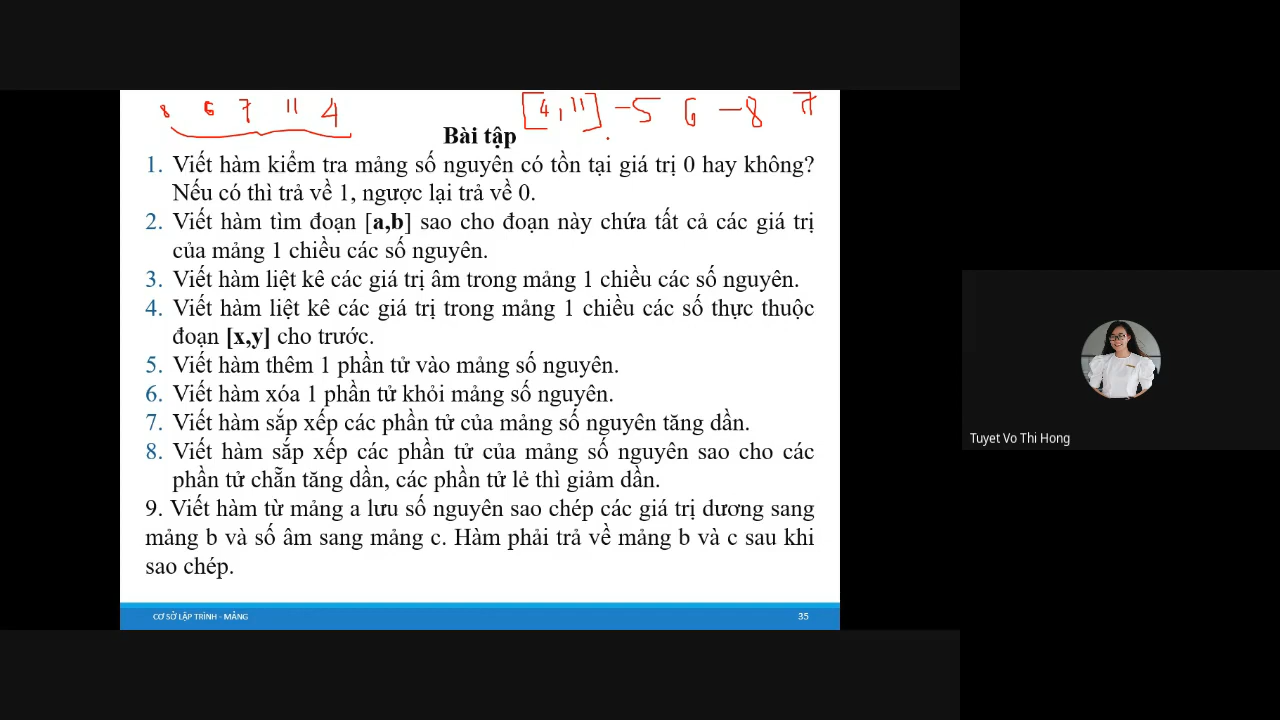 8 6 7 11 4 [4, 11] -5 6 -8 7
Bài tập
1. Viết hàm kiểm tra mảng số nguyên có tồn tại giá trị 0 hay không?
Nếu có thì trả về 1, ngược lại trả về 0.
2. Viết hàm tìm đoạn [a,b] sao cho đoạn này chứa tất cả các giá trị
của mảng 1 chiều các số nguyên.
3. Viết hàm liệt kê các giá trị âm trong mảng 1 chiều các số nguyên.
4. Viết hàm liệt kê các giá trị trong mảng 1 chiều các số thực thuộc
đoạn [x,y] cho trước.
5. Viết hàm thêm 1 phần tử vào mảng số nguyên.
6. Viết hàm xóa 1 phần tử khỏi mảng số nguyên.
7. Viết hàm sắp xếp các phần tử của mảng số nguyên tăng dần.
8. Viết hàm sắp xếp các phần tử của mảng số nguyên sao cho các
phần tử chẵn tăng dần, các phần tử lẻ thì giảm dần.
9. Viết hàm từ mảng a lưu số nguyên sao chép các giá trị dương sang
mảng b và số âm sang mảng c. Hàm phải trả về mảng b và c sau khi
sao chép.
CƠ SỞ LẬP TRÌNH - MẢNG 35
Tuyet Vo Thi Hong